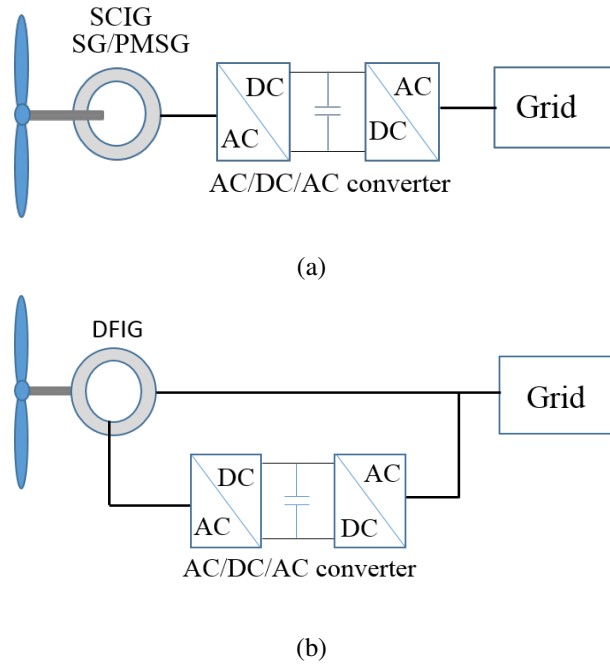 SCIG
SG/PMSG
DC
AC
AC
DC
Grid
AC/DC/AC converter
(a)
DFIG
DC
AC
AC
DC
Grid
AC/DC/AC converter
(b)